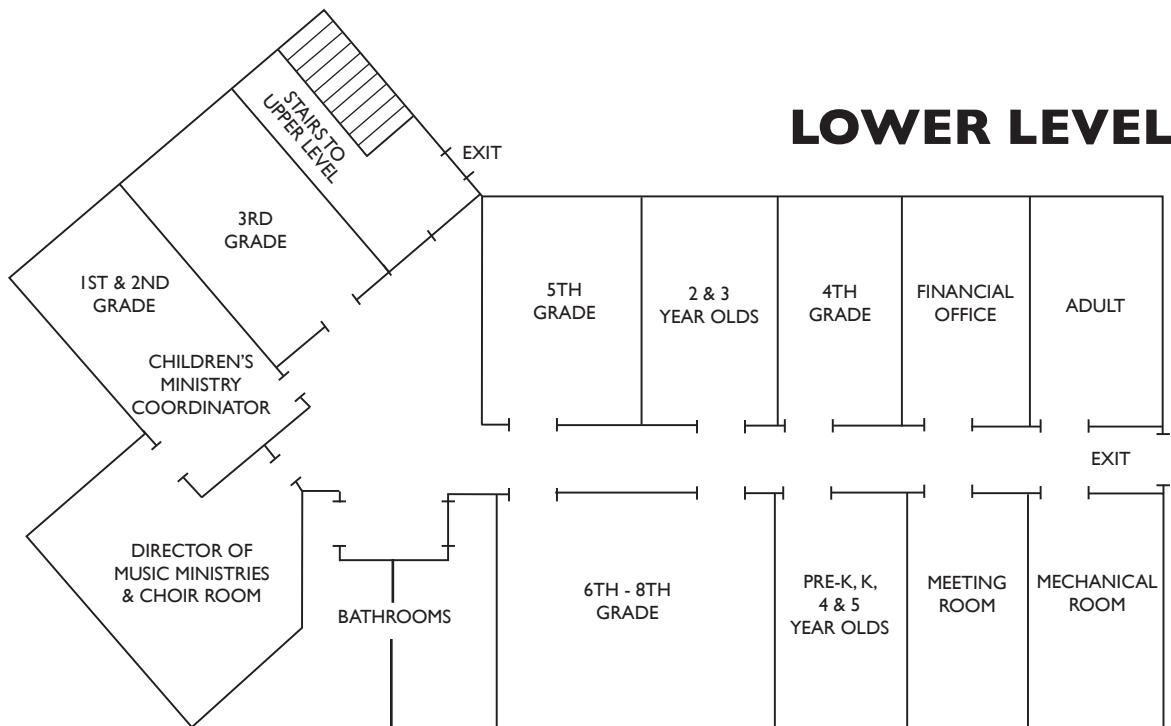 LOWER LEVEL
STAIRS TO
UPPER LEVEL
EXIT
3RD
GRADE
1ST & 2ND
GRADE
5TH
GRADE
2 & 3
YEAR OLDS
4TH
GRADE
FINANCIAL
OFFICE
ADULT
CHILDREN'S
MINISTRY
COORDINATOR
EXIT
DIRECTOR OF
MUSIC MINISTRIES
& CHOIR ROOM
BATHROOMS
6TH - 8TH
GRADE
PRE-K, K,
4 & 5
YEAR OLDS
MEETING
ROOM
MECHANICAL
ROOM